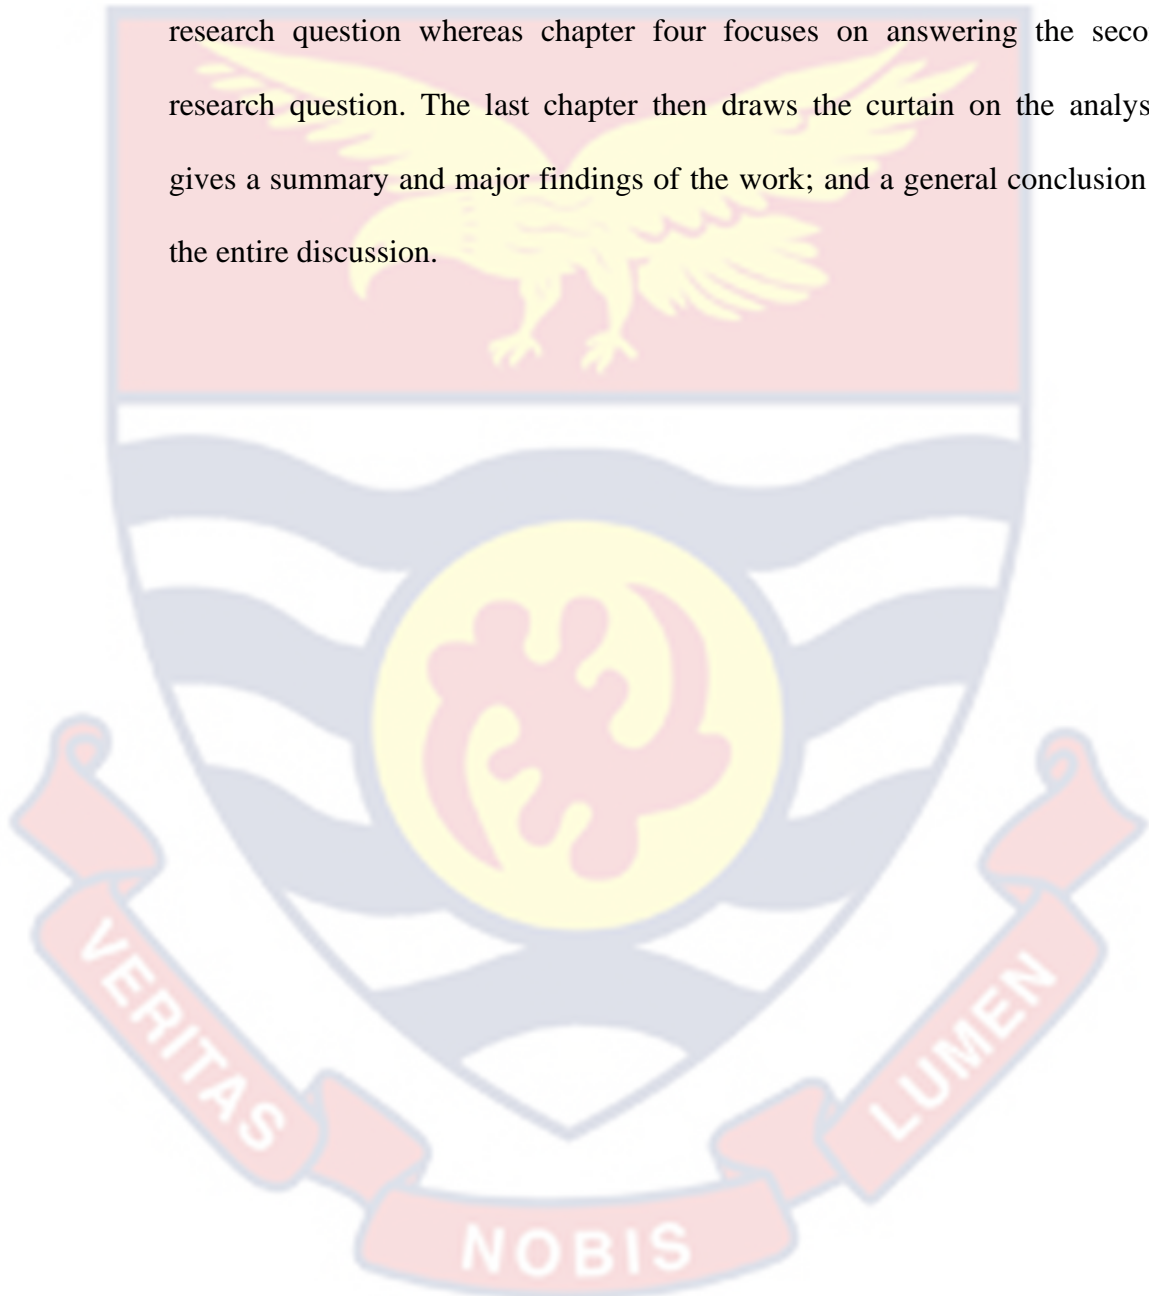 research question whereas chapter four focuses on answering the seco
research question. The last chapter then draws the curtain on the analys
gives a summary and major findings of the work; and a general conclusion
the entire discussion.
VERITAS
NOBIS
LUMEN